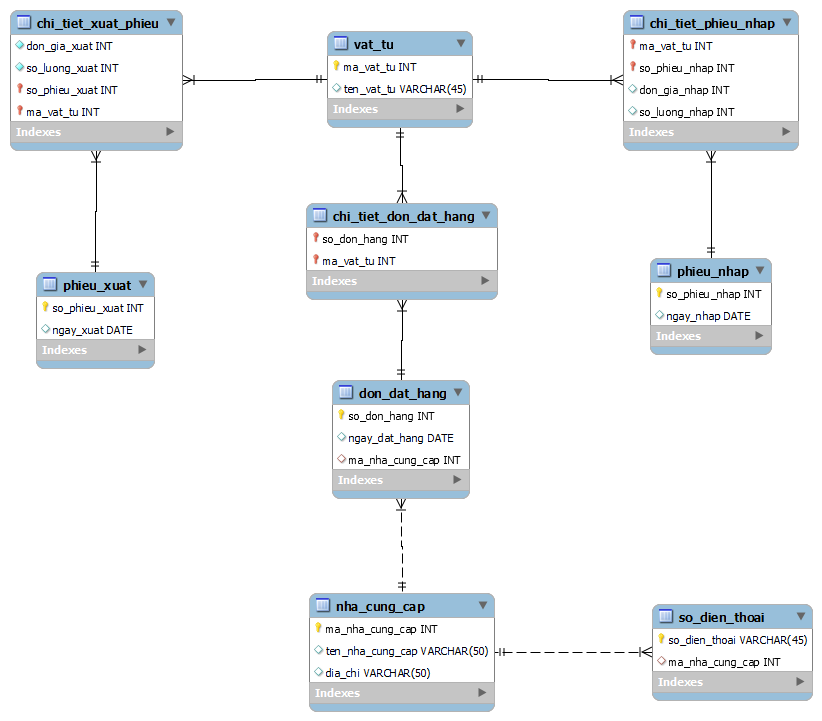 chi_tiet_xuat_phieu
don_gia_xuat INT
so_luong_xuat INT
so_phieu_xuat INT
ma_vat_tu INT
Indexes
vat_tu
ma_vat_tu INT
ten_vat_tu VARCHAR(45)
Indexes
chi_tiet_phieu_nhap
ma_vat_tu INT
so_phieu_nhap INT
don_gia_nhap INT
so_luong_nhap INT
Indexes
chi_tiet_don_dat_hang
so_don_hang INT
ma_vat_tu INT
Indexes
phieu_xuat
so_phieu_xuat INT
ngay_xuat DATE
Indexes
phieu_nhap
so_phieu_nhap INT
ngay_nhap DATE
Indexes
don_dat_hang
so_don_hang INT
ngay_dat_hang DATE
ma_nha_cung_cap INT
Indexes
nha_cung_cap
ma_nha_cung_cap INT
ten_nha_cung_cap VARCHAR(50)
dia_chi VARCHAR(50)
Indexes
so_dien_thoai
so_dien_thoai VARCHAR(45)
ma_nha_cung_cap INT
Indexes